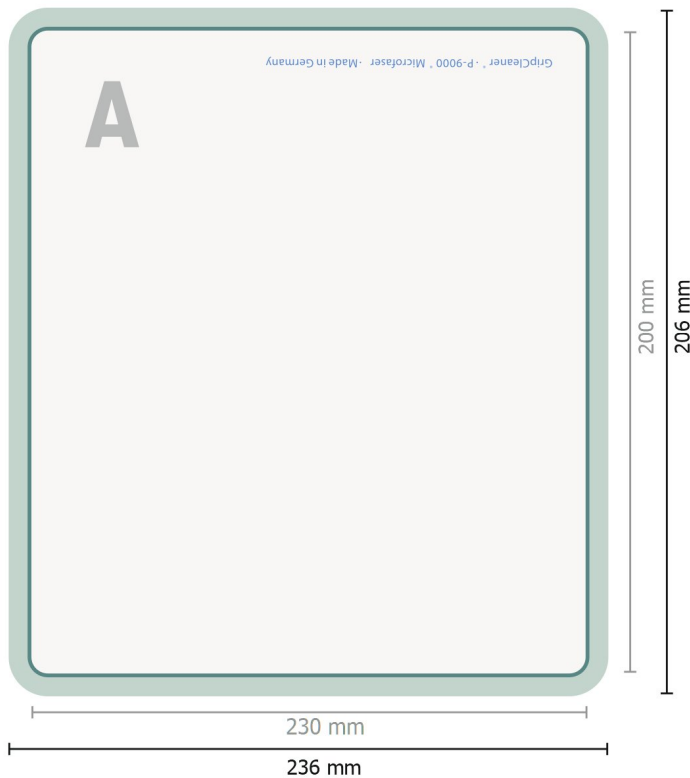 GripCleaner ° · P-9000 ° Microfaser · Made in Germany
A
200 mm
206 mm
230 mm
236 mm